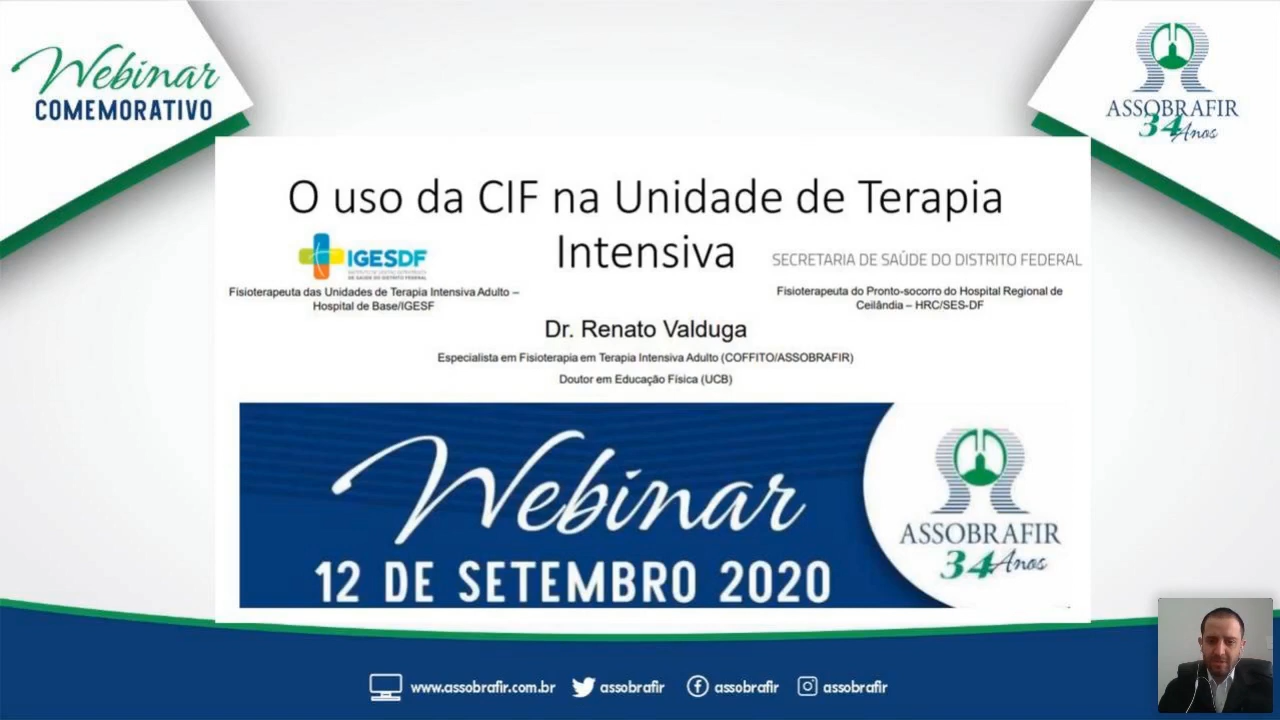 Webinar
COMEMORATIVO
ASSOBRAFIR
34 Anos
O uso da CIF na Unidade de Terapia
Intensiva
IGESDF
SECRETARIA DE SAÚDE DO DISTRITO FEDERAL
Fisioterapeuta das Unidades de Terapia Intensiva Adulto –
Hospital de Base/IGESF
Fisioterapeuta do Pronto-socorro do Hospital Regional de
Ceilândia – HRC/SES-DF
Dr. Renato Valduga
Especialista em Fisioterapia em Terapia Intensiva Adulto (COFFITO/ASSOBRAFIR)
Doutor em Educação Física (UCB)
Webinar
12 DE SETEMBRO 2020
ASSOBRAFIR
34 Anos
www.assobrafir.com.br assobrafir assobrafir assobrafir